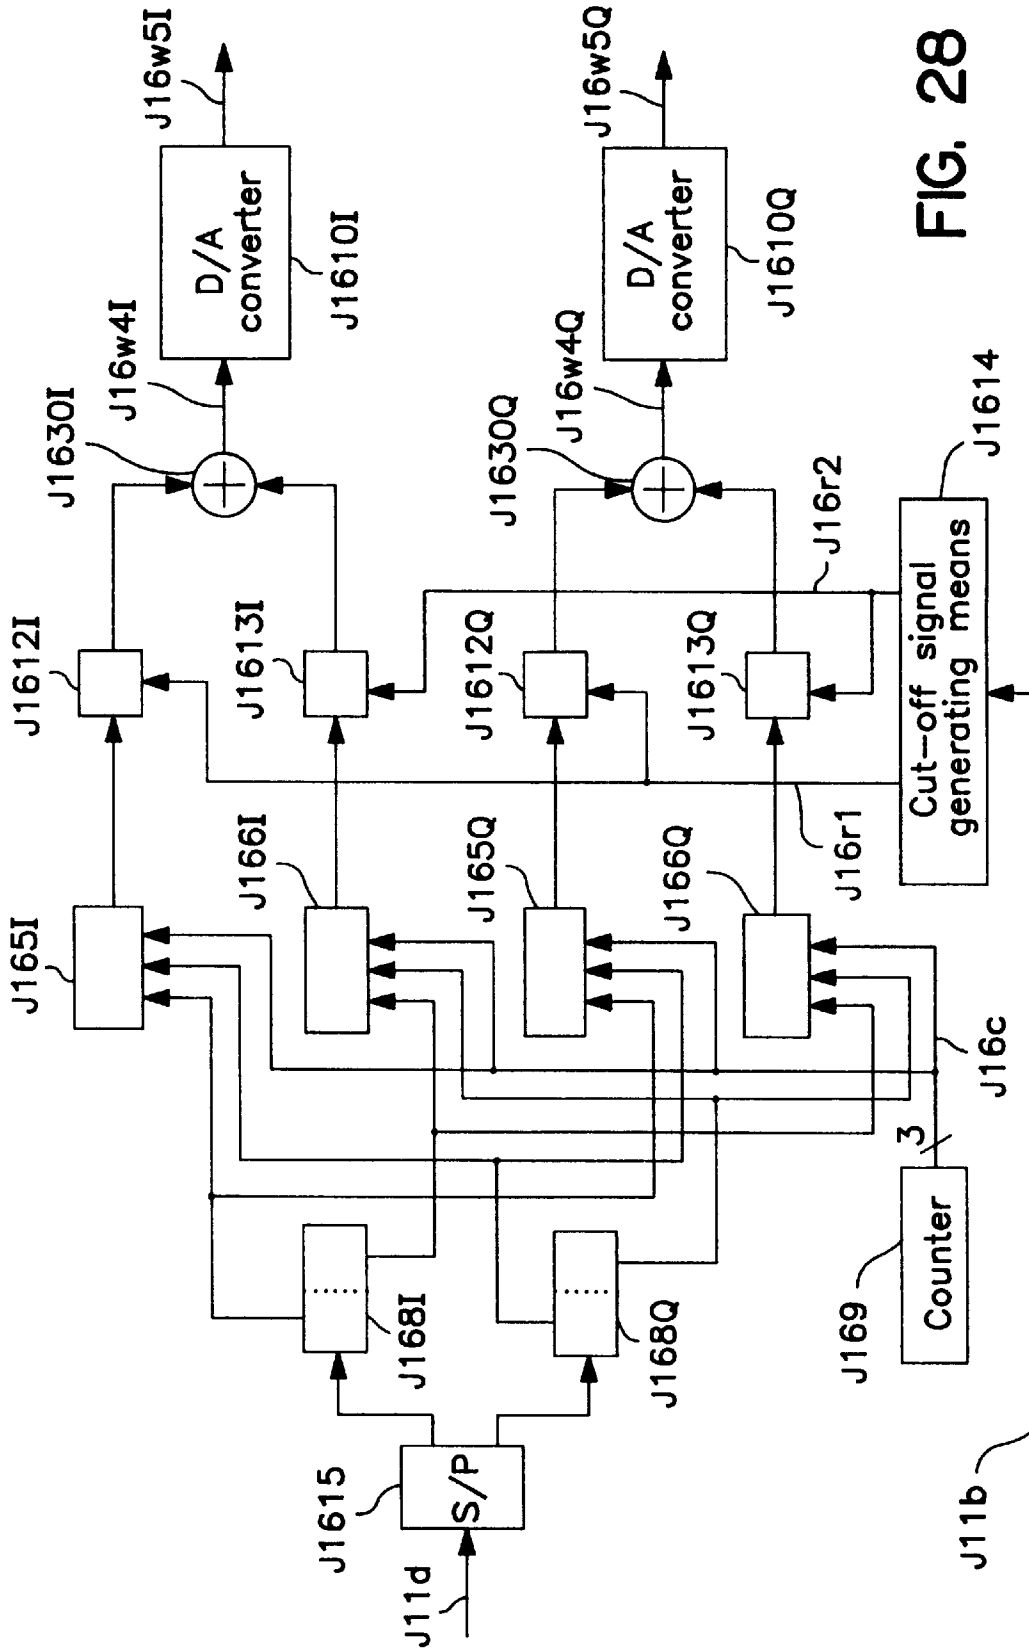 J16w5I
J16w5Q
FIG. 28
D/A
converter
J1610I
D/A
converter
J1610Q
J16w4I
J16w4Q
J1630I
J1630Q
J1614
J16r2
J1612I
J1613I
J1612Q
J1613Q
Cut-off signal
generating means
J16r1
J165I
J166I
J165Q
J166Q
J16c
3
J168I
J168Q
J169
Counter
J1615
S/P
J11d
J11b